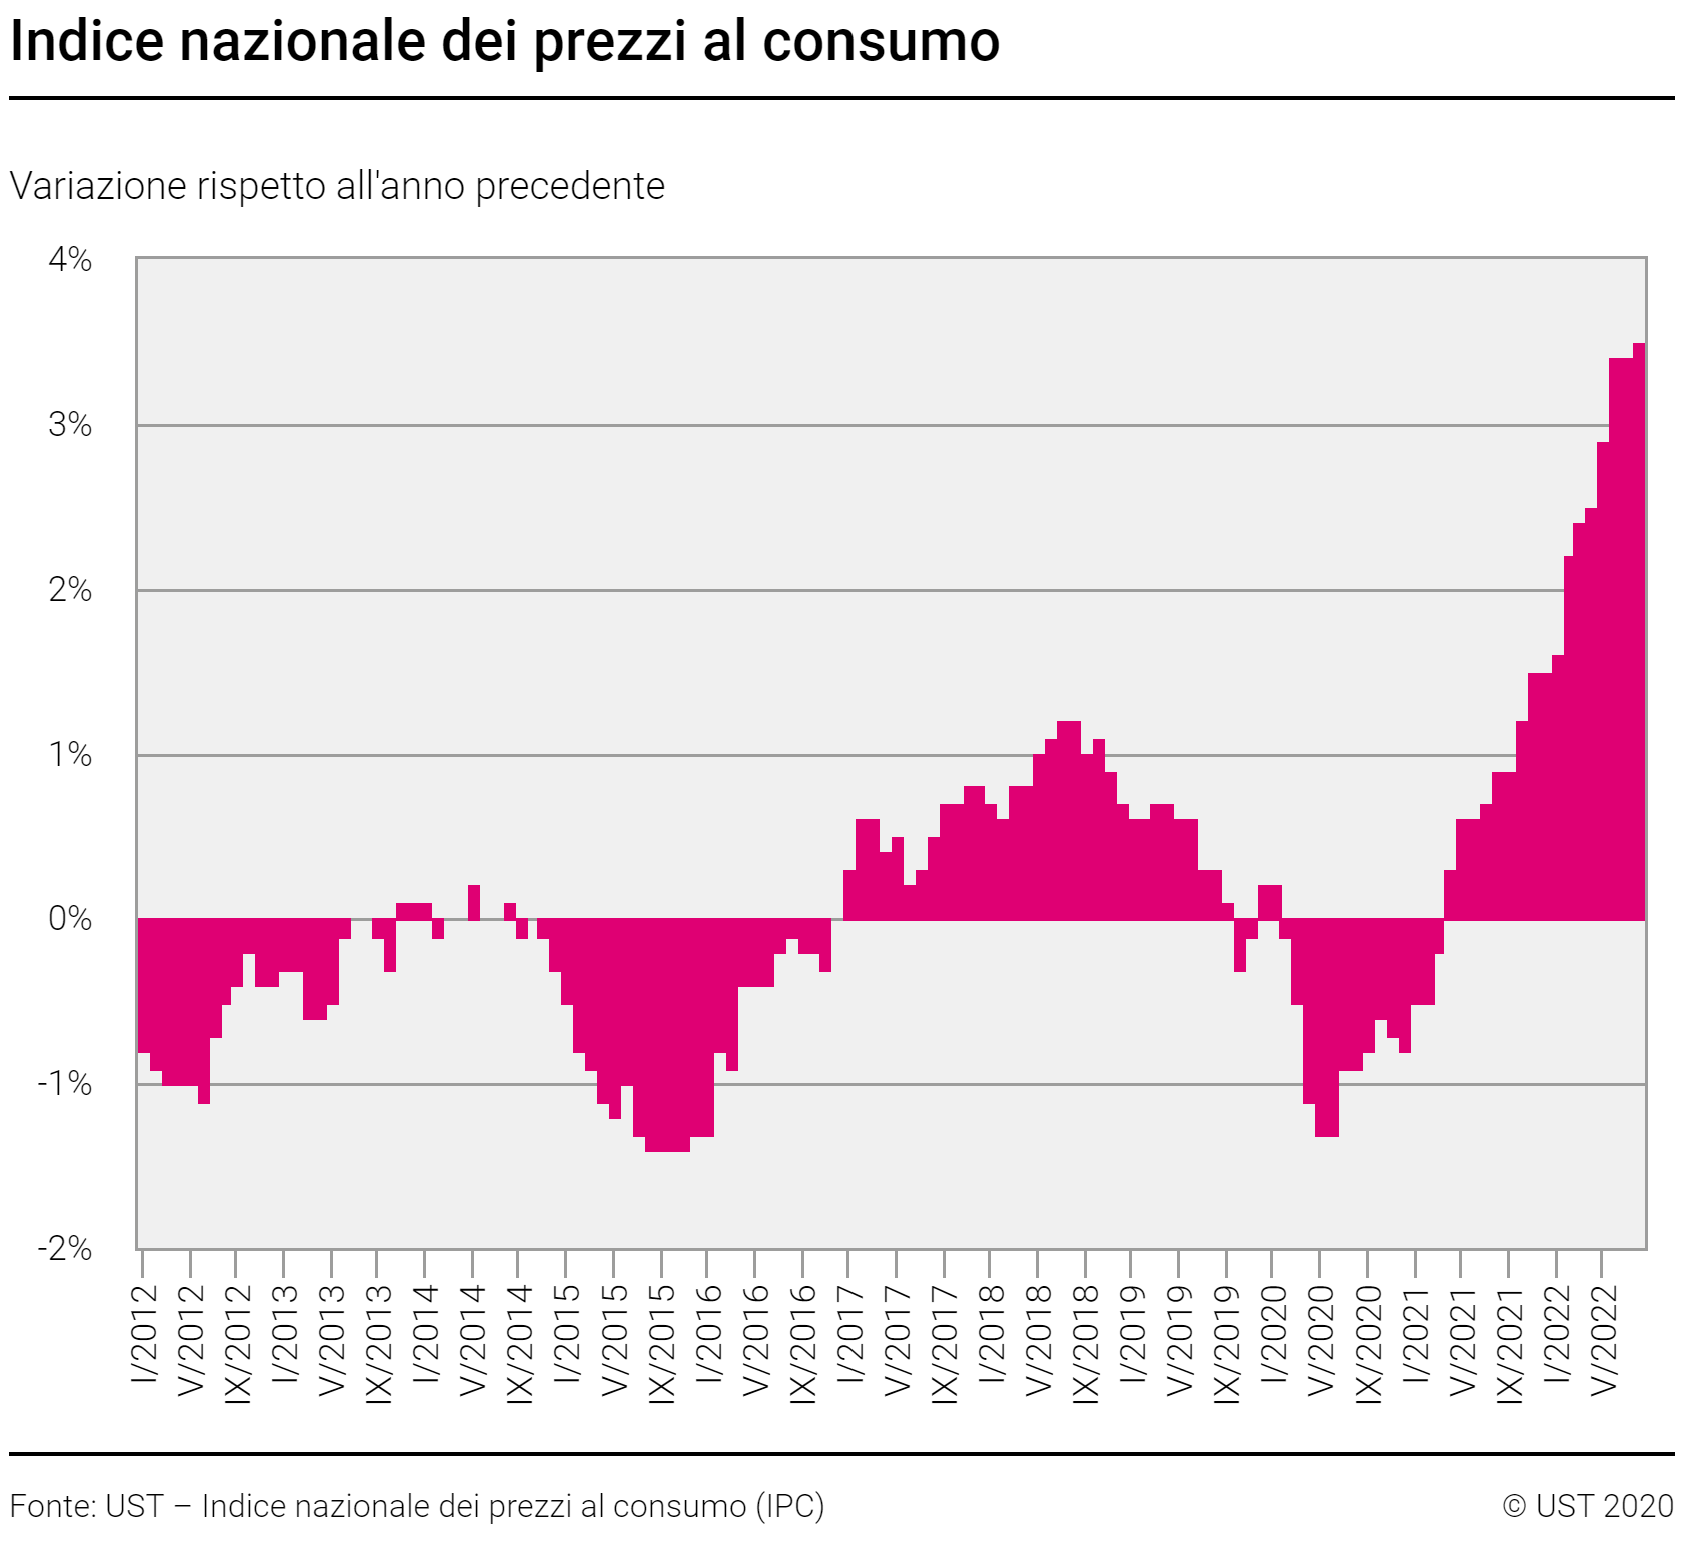 Indice nazionale dei prezzi al consumo
Variazione rispetto all'anno precedente
4%
3%
2%
1%
0%
-1%
-2%
I/2012
V/2012
IX/2012
I/2013
V/2013
IX/2013
I/2014
V/2014
IX/2014
I/2015
V/2015
IX/2015
I/2016
V/2016
IX/2016
I/2017
V/2017
IX/2017
I/2018
V/2018
IX/2018
I/2019
V/2019
IX/2019
I/2020
V/2020
IX/2020
I/2021
V/2021
IX/2021
I/2022
V/2022
Fonte: UST – Indice nazionale dei prezzi al consumo (IPC)
© UST 2020